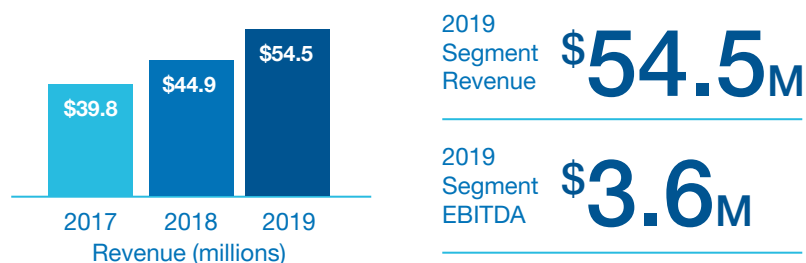 $39.8
$44.9
$54.5
2017 2018 2019
Revenue (millions)
2019
Segment
Revenue
$54.5M
2019
Segment
EBITDA
$3.6M